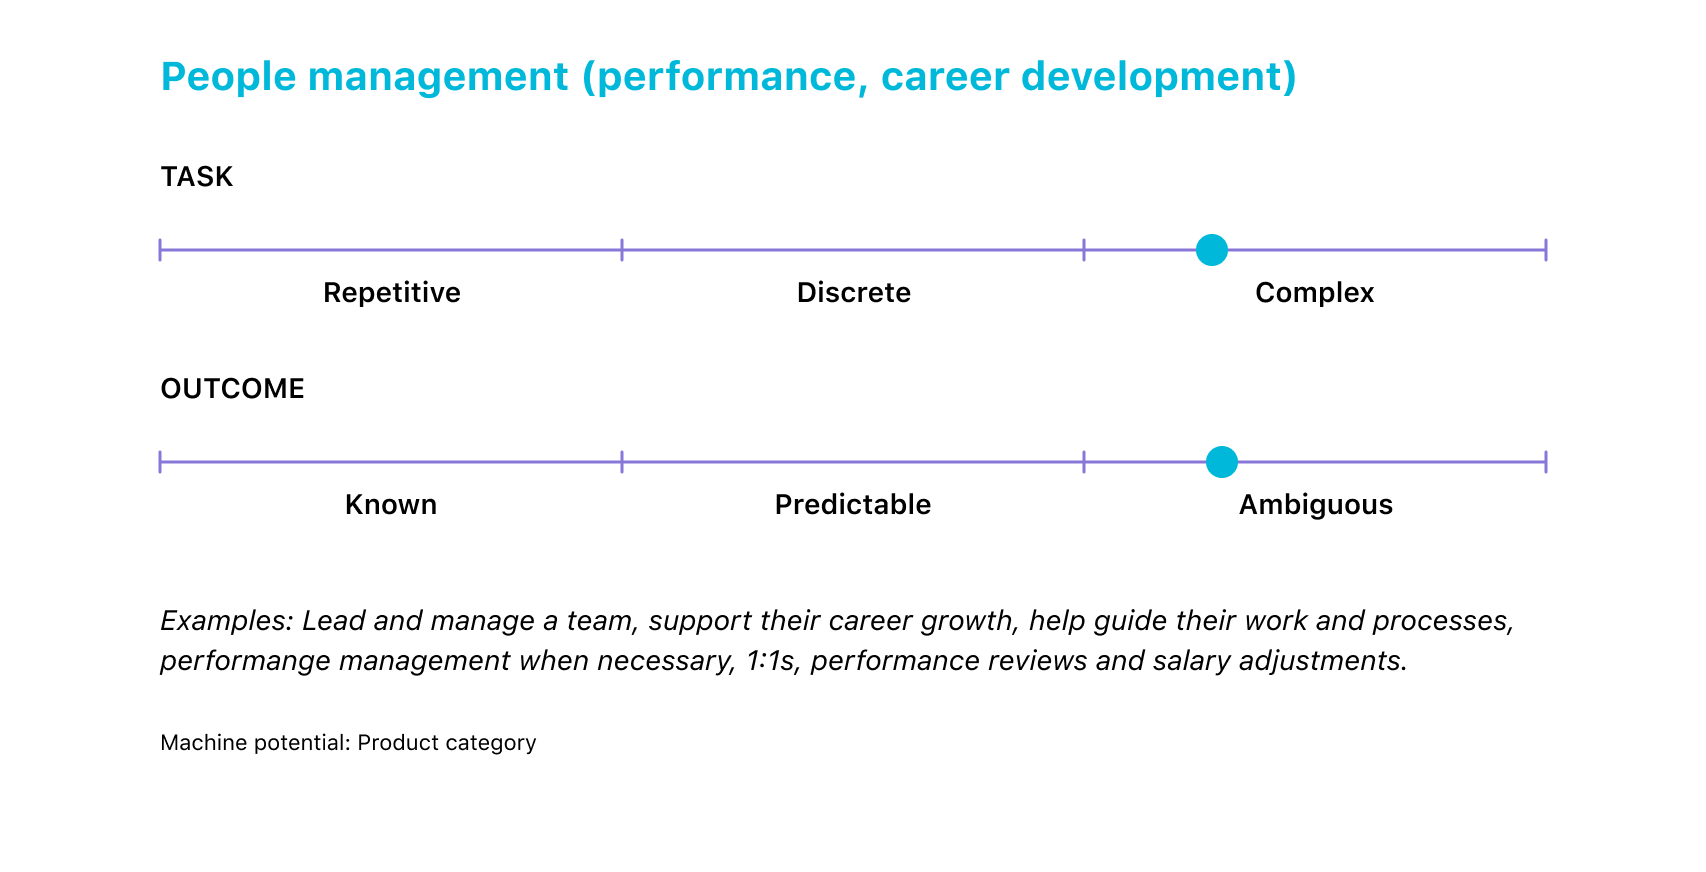 People management (performance, career development)
TASK
Repetitive
Discrete
Complex
OUTCOME
Known
Predictable
Ambiguous
Examples: Lead and manage a team, support their career growth, help guide their work and processes,
performange management when necessary, 1:1s, performance reviews and salary adjustments.
Machine potential: Product category